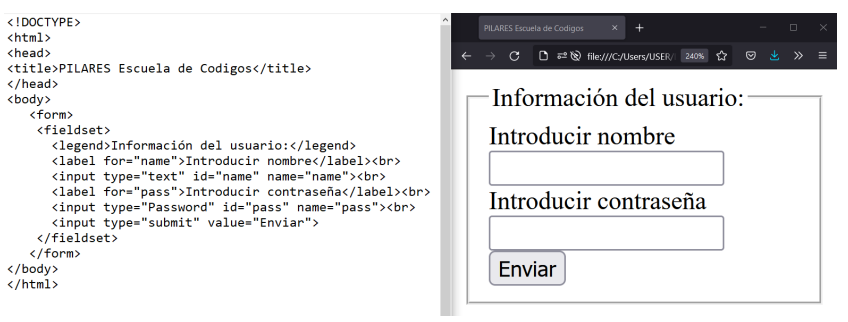 <!DOCTYPE>
<html>
<head>
<title>PILARES Escuela de Codigos</title>
</head>
<body>
<form>
<fieldset>
<legend>Información del usuario:</legend>
<label for="name">Introducir nombre</label><br>
<input type="text" id="name" name="name"><br>
<label for="pass">Introducir contraseña</label><br>
<input type="Password" id="pass" name="pass"><br>
<input type="submit" value="Enviar">
</fieldset>
</form>
</body>
</html>
PILARES Escuela de Codigos
file:///C:/Users/USER/ 240%
Información del usuario:
Introducir nombre
Introducir contraseña
Enviar